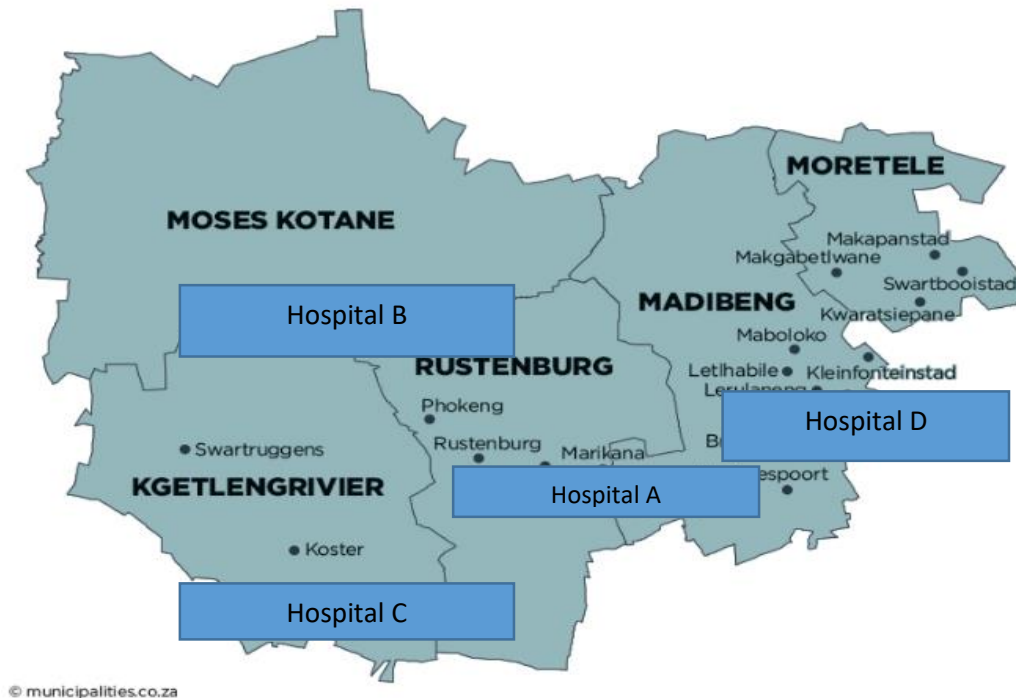 MORETELE
MOSES KOTANE
Makapanstad
Makgabetlwane
Swartbooistad
MADIBENG
Kwaratsiepane
Hospital B
Maboloko
RUSTENBURG
Letlhabile
Kleinfonteinstad
Phokeng
Hospital D
Rustenburg
Marikana
Swartruggens
KGETLENGRIVIER
espoort
Hospital A
Koster
Hospital C
© municipalities.co.za